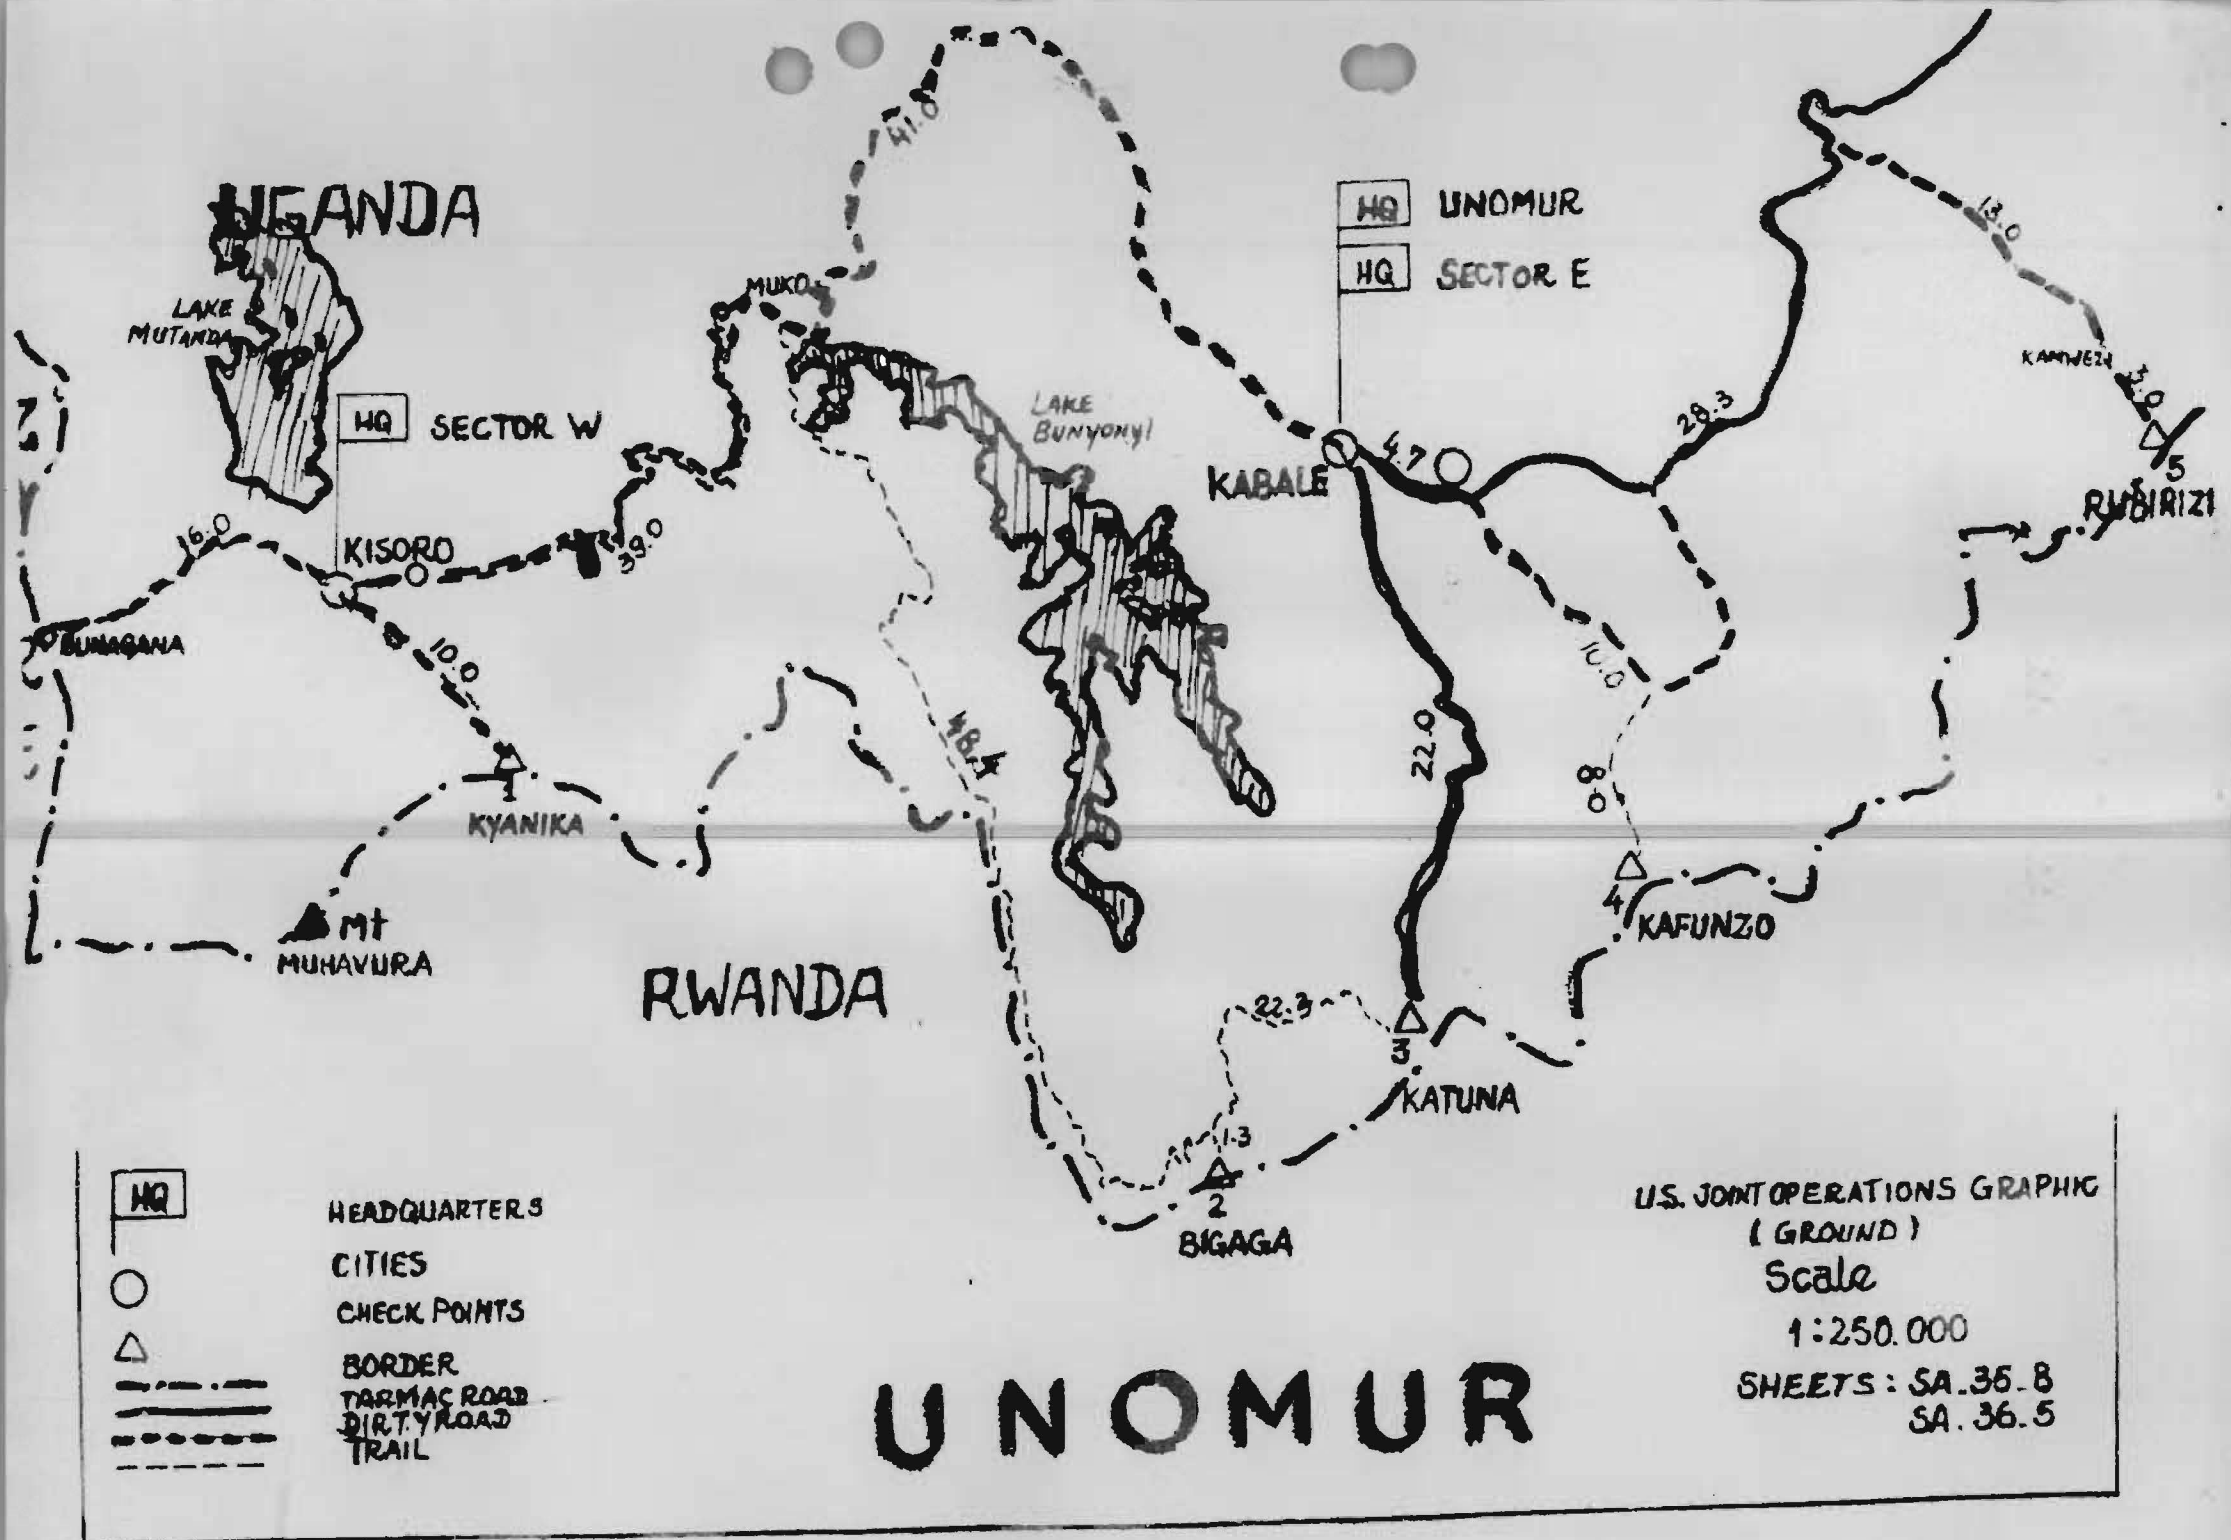 41.0
HQ UNOMUR
UGANDA
13.0
HQ SECTOR E
MUKO
LAKE
MUTANDA
KAMWEZI
3.0
LAKE
BUNYONYI
HQ SECTOR W
28.3
4.7
KABALE
5
RUBIRIZI
16.0
KISORO
39.0
BUNAGANA
10.0
10.0
48.4
22.0
8.0
1
KYANIKA
4
KAFUNZO
Mt
MUHAVURA
RWANDA
22.3
3
KATUNA
1.3
2
BIGAGA
HQ
HEADQUARTERS
CITIES
CHECK POINTS
BORDER
TARMAC ROAD
DIRTY ROAD
TRAIL
U.S. JOINT OPERATIONS GRAPHIC
(GROUND)
Scale
1:250.000
SHEETS: SA.35-8
SA.36.5
UNOMUR